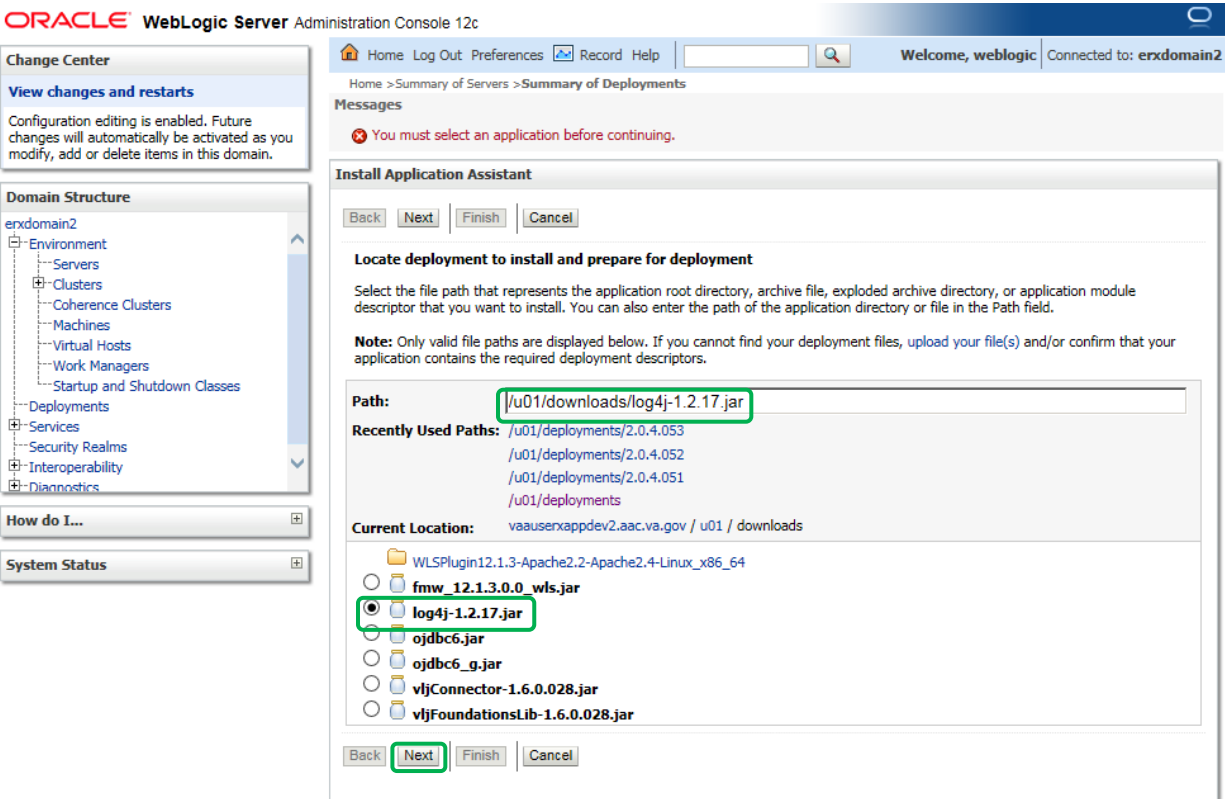 ORACLE WebLogic Server Administration Console 12c
Change Center
View changes and restarts
Configuration editing is enabled. Future
changes will automatically be activated as you
modify, add or delete items in this domain.
Domain Structure
erxdomain2
Environment
Servers
Clusters
Coherence Clusters
Machines
Virtual Hosts
Work Managers
Startup and Shutdown Classes
Deployments
Services
Security Realms
Interoperability
Diagnostics
How do I...
System Status
Home Log Out Preferences Record Help
Welcome, weblogic Connected to: erxdomain2
Home >Summary of Servers >Summary of Deployments
Messages
You must select an application before continuing.
Install Application Assistant
Back Next Finish Cancel
Locate deployment to install and prepare for deployment
Select the file path that represents the application root directory, archive file, exploded archive directory, or application module
descriptor that you want to install. You can also enter the path of the application directory or file in the Path field.
Note: Only valid file paths are displayed below. If you cannot find your deployment files, upload your file(s) and/or confirm that your
application contains the required deployment descriptors.
Path: /u01/downloads/log4j-1.2.17.jar
Recently Used Paths: /u01/deployments/2.0.4.053
/u01/deployments/2.0.4.052
/u01/deployments/2.0.4.051
/u01/deployments
Current Location: vaauserxappdev2.aac.va.gov / u01 / downloads
WLSPlugin12.1.3-Apache2.2-Apache2.4-Linux_x86_64
fmw_12.1.3.0.0_wls.jar
log4j-1.2.17.jar
ojdbc6.jar
ojdbc6_g.jar
vljConnector-1.6.0.028.jar
vljFoundationsLib-1.6.0.028.jar
Back Next Finish Cancel